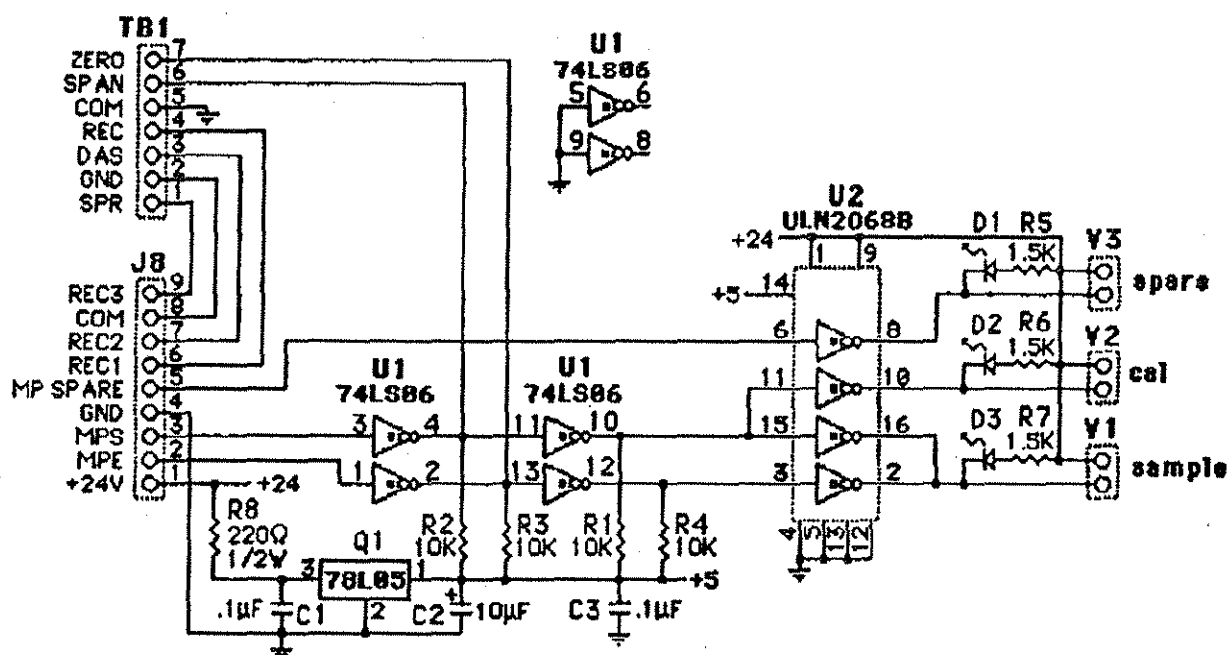 TB1
ZERO 7
SPAN 6
COM 5
REC 4
DAS 3
GND 2
SPR 1
J8
REC3 9
COM 8
REC2 7
REC1 6
MP SPARE 5
GND 4
MPS 3
MPE 2
+24V 1
+24
U1
74LS06
5 6
9 8
U1
74LS06
3 4
1 2
U1
74LS06
11 10
13 12
U2
ULN2068B
+24 1 9
+5 14
6 8
11 10
15 16
3 2
4 5 13 12
D1 R5
1.5K
V3
spare
D2 R6
1.5K
V2
cal
D3 R7
1.5K
V1
sample
R8
220Ω
1/2W
Q1
3 78L05 1
2
R2
10K
R3
10K
R1
10K
R4
10K
+5
.1µF C1
C2 + 10µF
C3 .1µF